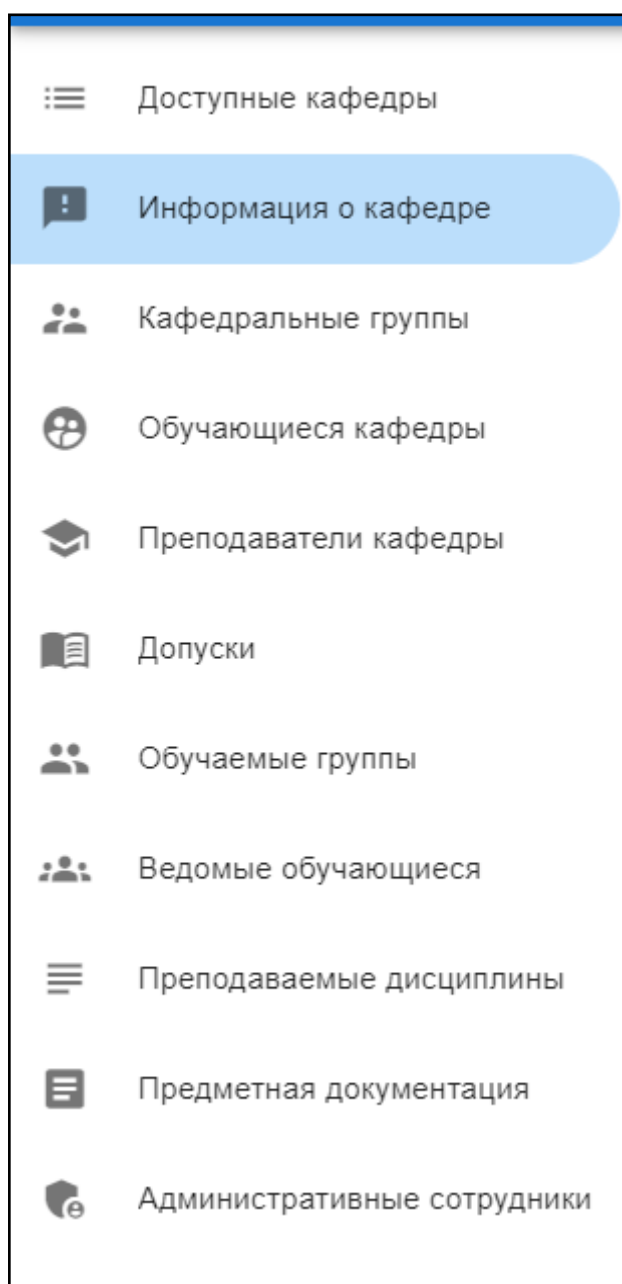 Доступные кафедры
Информация о кафедре
Кафедральные группы
Обучающиеся кафедры
Преподаватели кафедры
Допуски
Обучаемые группы
Ведомые обучающиеся
Преподаваемые дисциплины
Предметная документация
Административные сотрудники